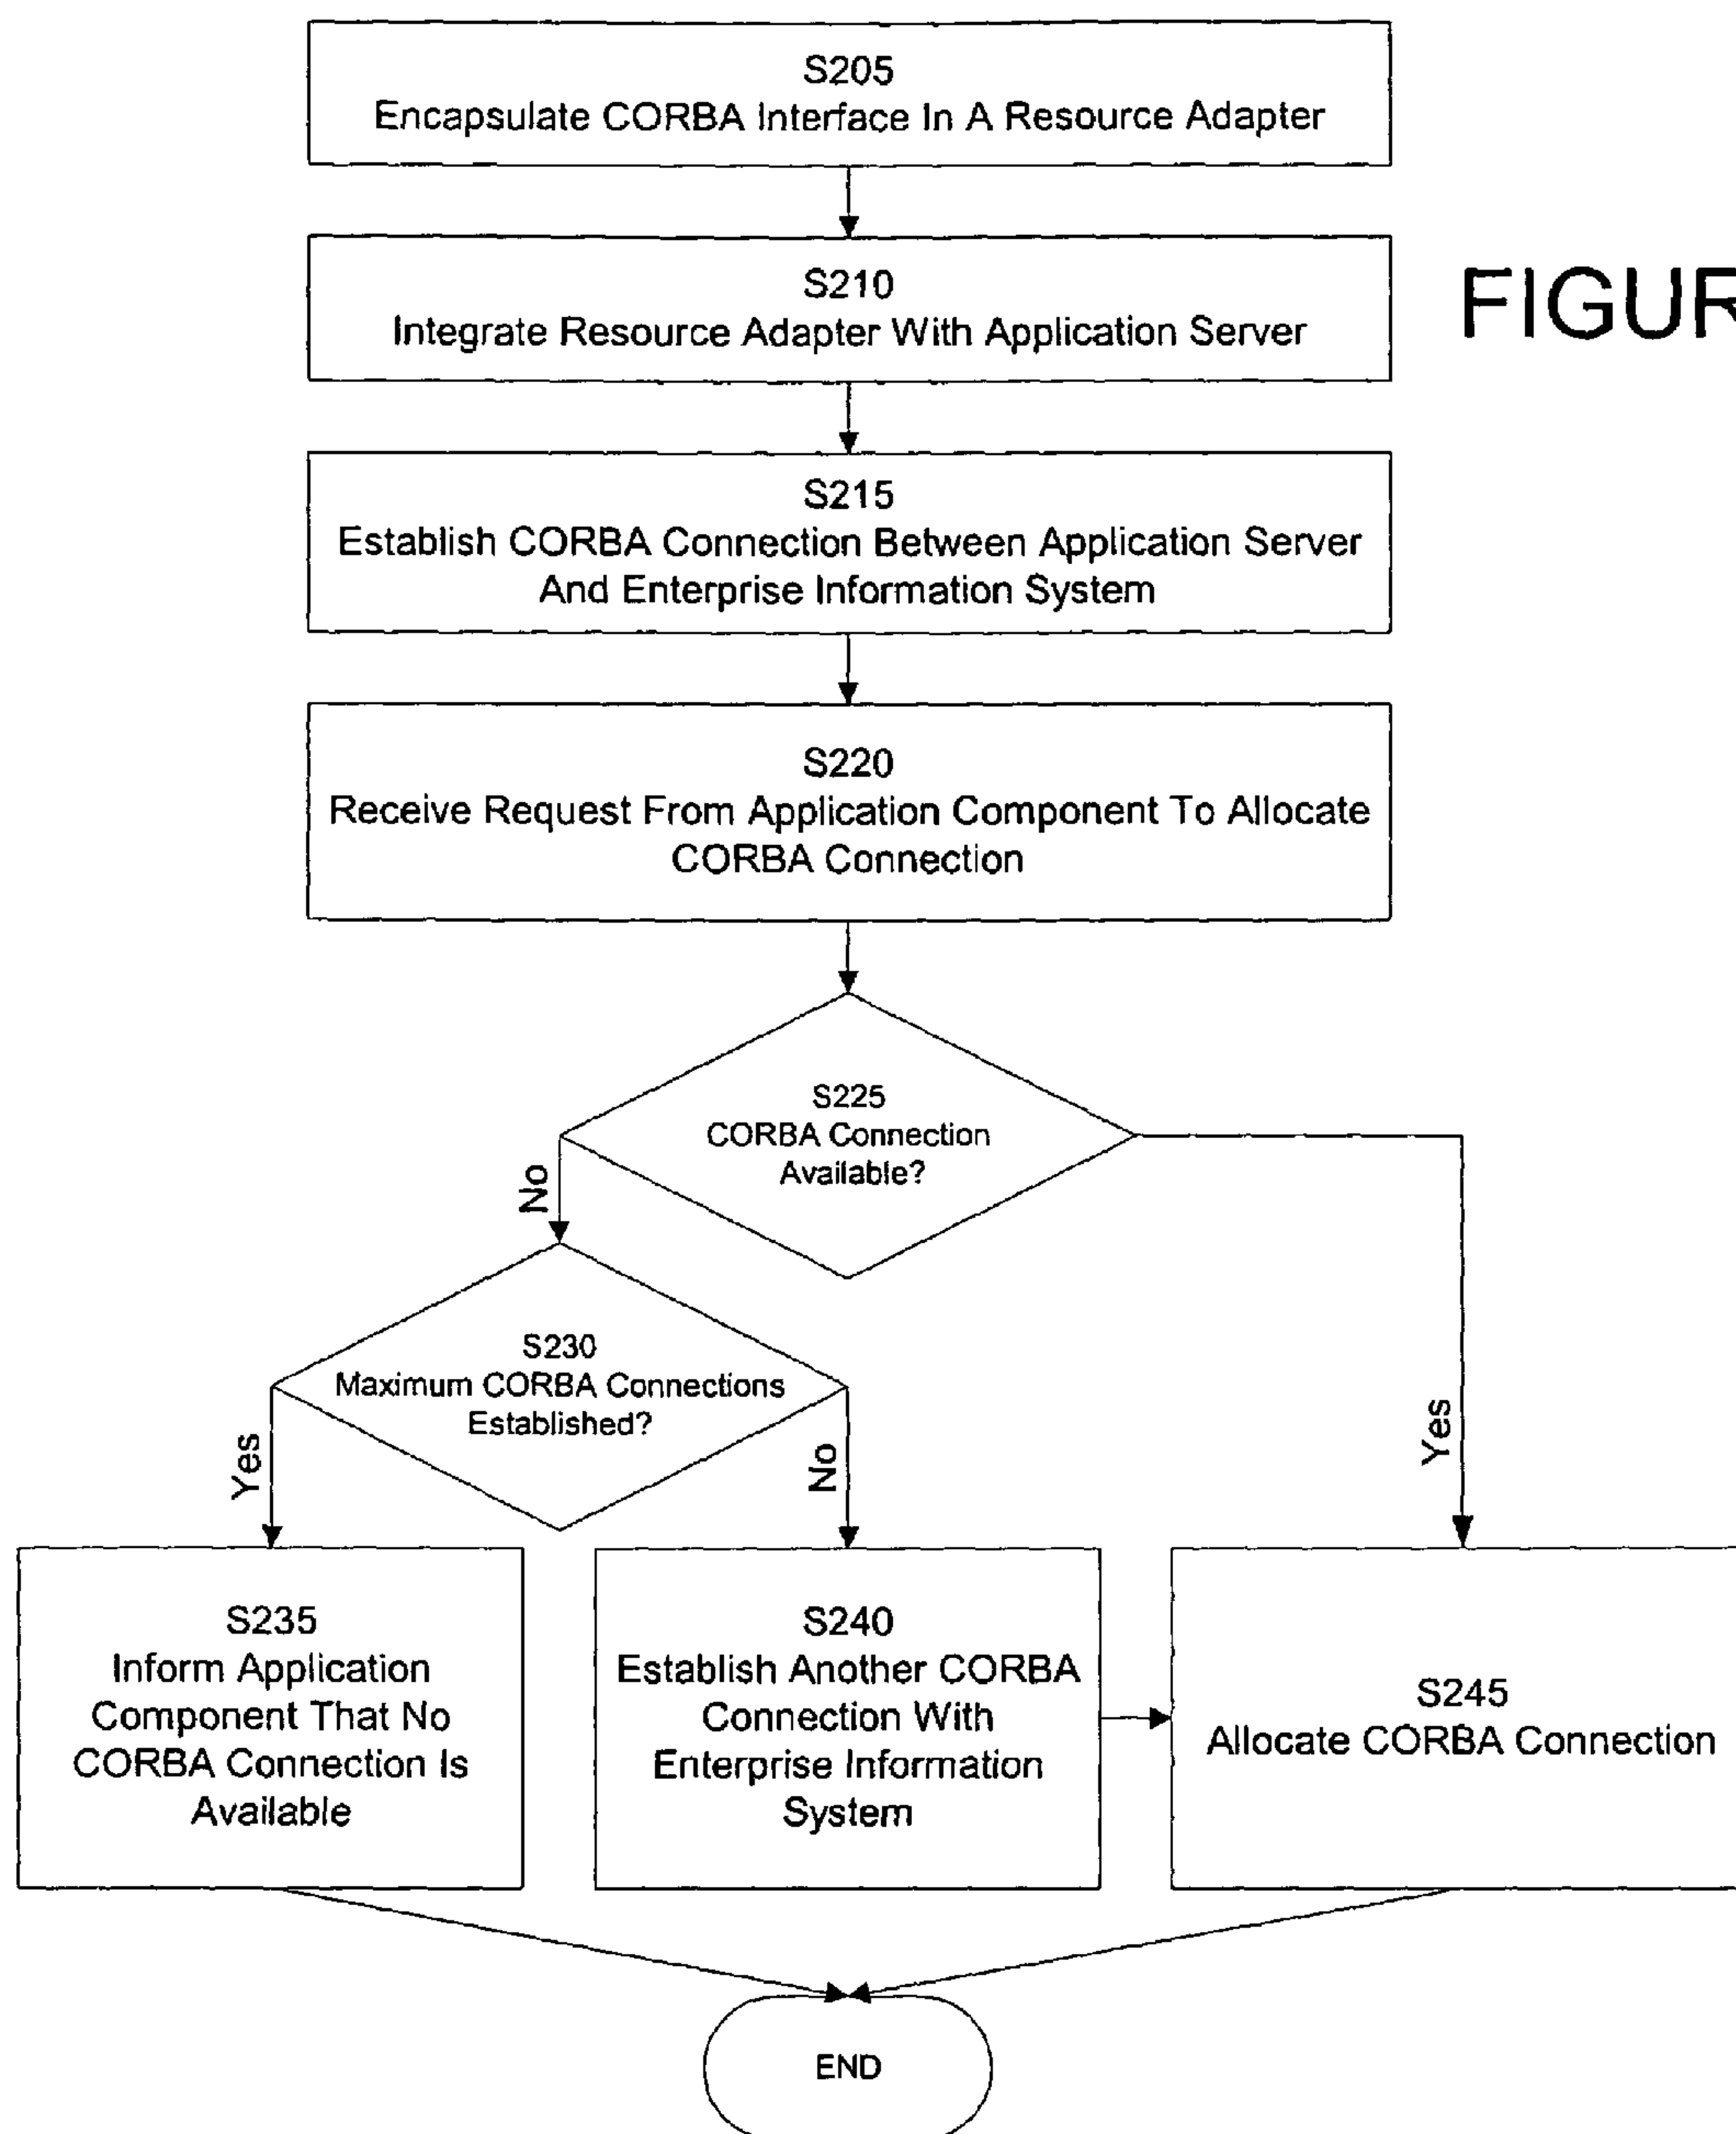 S205
Encapsulate CORBA Interface In A Resource Adapter
S210
Integrate Resource Adapter With Application Server
FIGUR
S215
Establish CORBA Connection Between Application Server
And Enterprise Information System
S220
Receive Request From Application Component To Allocate
CORBA Connection
S225
CORBA Connection
Available?
No
Yes
S230
Maximum CORBA Connections
Established?
Yes
No
S235
Inform Application
Component That No
CORBA Connection Is
Available
S240
Establish Another CORBA
Connection With
Enterprise Information
System
S245
Allocate CORBA Connection
END